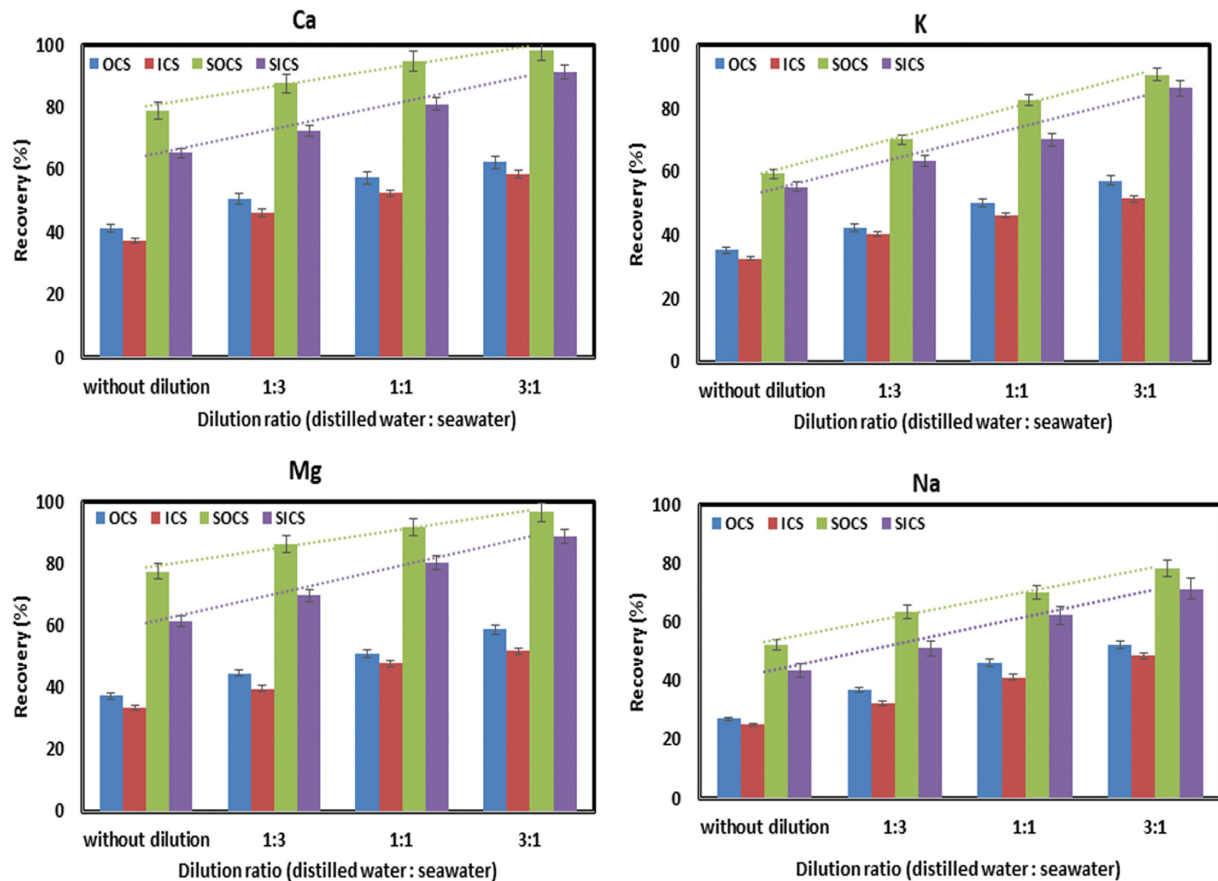 Ca
Recovery (%)
100
80
60
40
20
0
OCS ICS SOCS SICS
without dilution 1:3 1:1 3:1
Dilution ratio (distilled water : seawater)
K
Recovery (%)
100
80
60
40
20
0
OCS ICS SOCS SICS
without dilution 1:3 1:1 3:1
Dilution ratio (distilled water : seawater)
Mg
Recovery (%)
100
80
60
40
20
0
OCS ICS SOCS SICS
without dilution 1:3 1:1 3:1
Dilution ratio (distilled water : seawater)
Na
Recovery (%)
100
80
60
40
20
0
OCS ICS SOCS SICS
without dilution 1:3 1:1 3:1
Dilution ratio (distilled water : seawater)